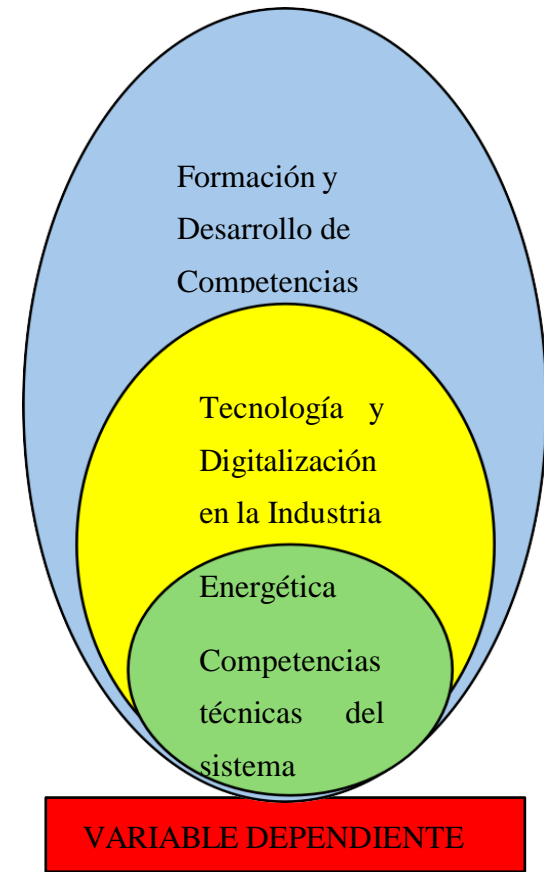 Formación y
Desarrollo de
Competencias
Tecnología y
Digitalización
en la Industria
Energética
Competencias
técnicas del
sistema
VARIABLE DEPENDIENTE